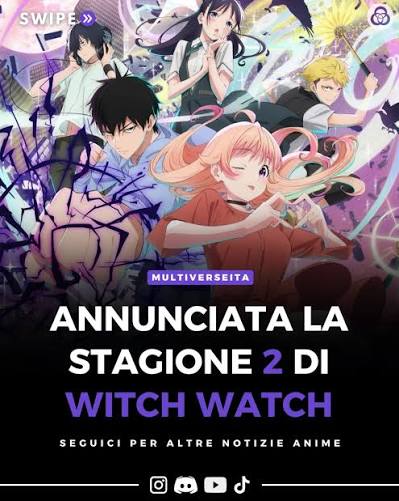 SWIPE
MULTIVERSEITA
ANNUNCIATA LA
STAGIONE 2 DI
WITCH WATCH
SEGUICI PER ALTRE NOTIZIE ANIME